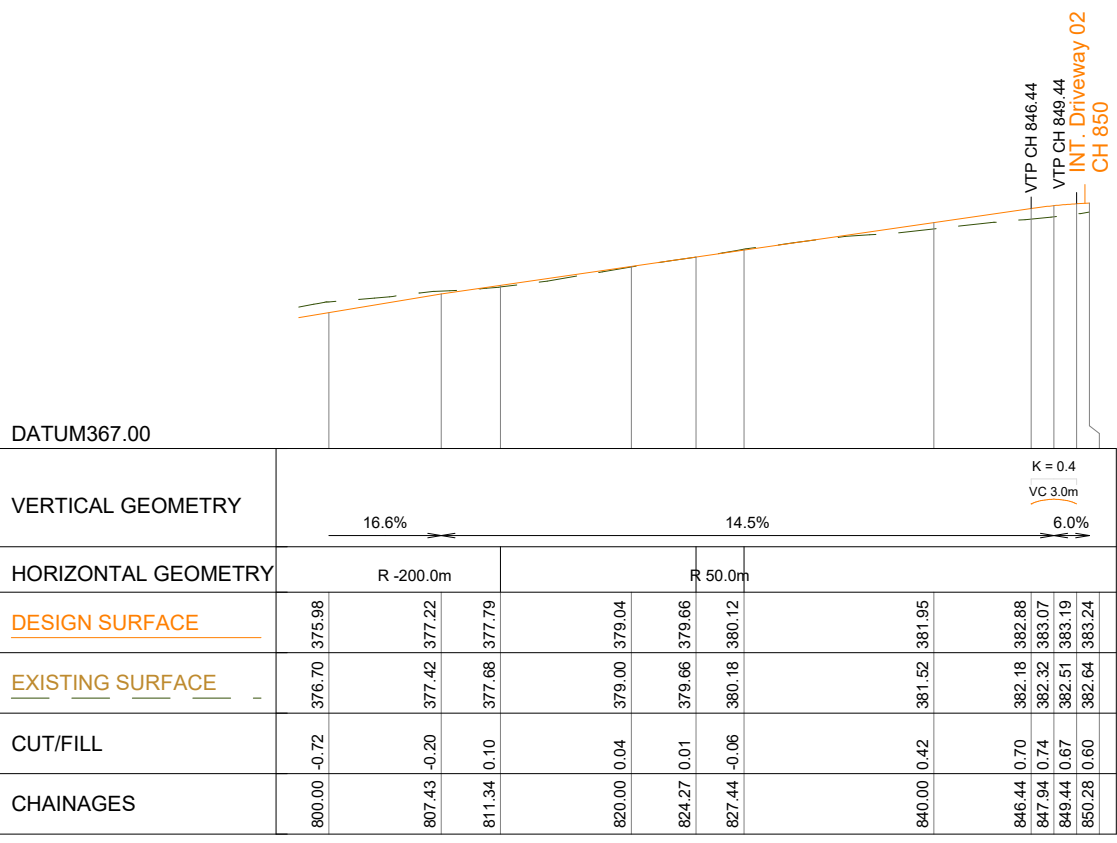 VTP CH 846.44
VTP CH 849.44
INT. Driveway 02
CH 850
DATUM367.00
VERTICAL GEOMETRY
K = 0.4
VC 3.0m
16.6%
14.5%
6.0%
HORIZONTAL GEOMETRY
R -200.0m
R 50.0m
DESIGN SURFACE
375.98 377.22 377.79 379.04 379.66 380.12 381.95 382.88 383.07 383.19 383.24
EXISTING SURFACE
376.70 377.42 377.68 379.00 379.66 380.18 381.52 382.18 382.32 382.51 382.64
CUT/FILL
-0.72 -0.20 0.10 0.04 0.01 -0.06 0.42 0.70 0.74 0.67 0.60
CHAINAGES
800.00 807.43 811.34 820.00 824.27 827.44 840.00 846.44 847.94 849.44 850.28